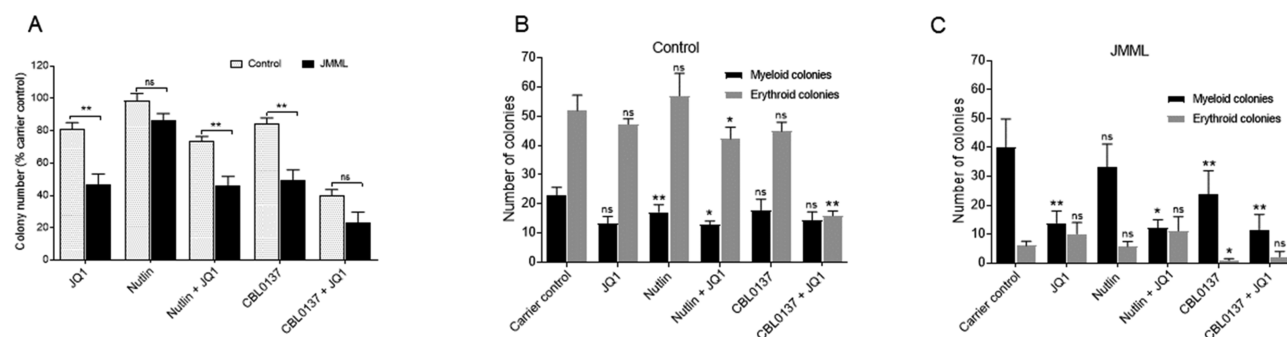 A
Colony number (% carrier control)
120
100
80
60
40
20
0
Control
JMML
**
ns
**
**
ns
JQ1
Nutlin
Nutlin + JQ1
CBL0137
CBL0137 + JQ1
B
Control
Number of colonies
70
60
50
40
30
20
10
0
Myeloid colonies
Erythroid colonies
ns
ns
**
ns
*
*
ns
ns
ns
**
Carrier control
JQ1
Nutlin
Nutlin + JQ1
CBL0137
CBL0137 + JQ1
C
JMML
Number of colonies
70
60
50
40
30
20
10
0
Myeloid colonies
Erythroid colonies
**
ns
ns
ns
*
ns
**
*
**
ns
Carrier control
JQ1
Nutlin
Nutlin + JQ1
CBL0137
CBL0137 + JQ1